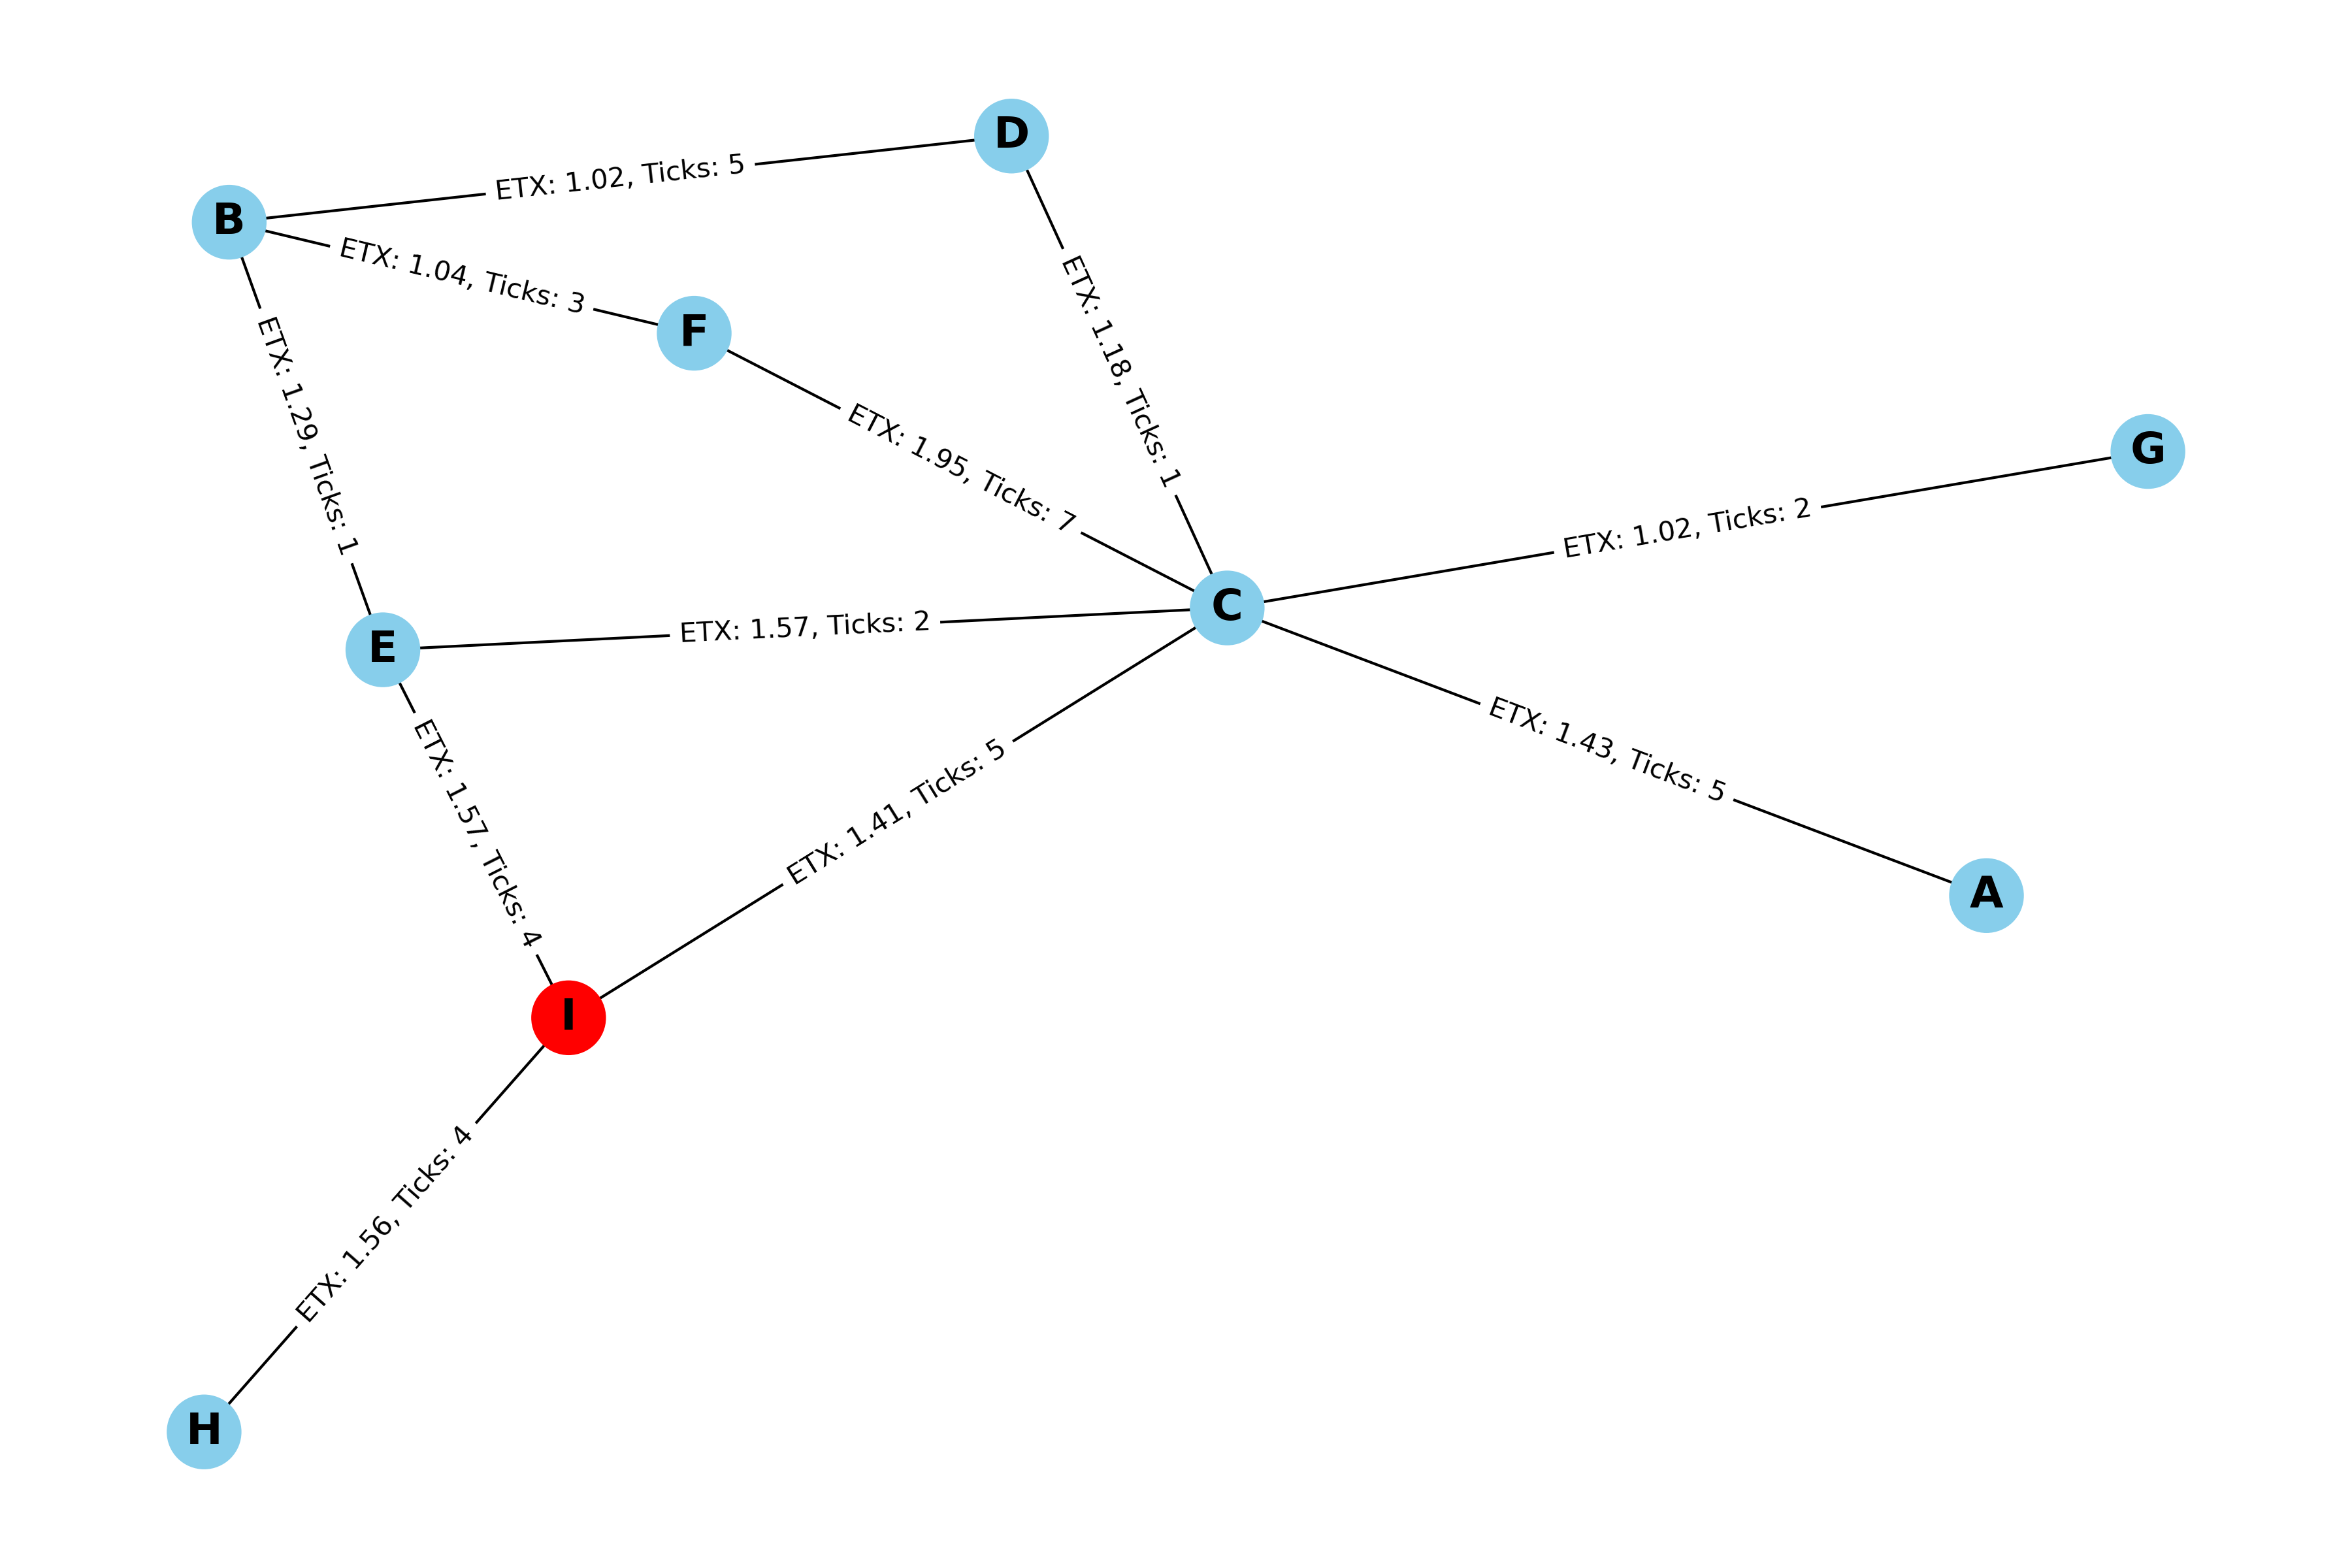 D
ETX: 1.02, Ticks: 5
B
ETX: 1.04, Ticks: 3
F
ETX: 1.18, Ticks: 1
ETX: 1.29, Ticks: 1
ETX: 1.95, Ticks: 7
G
ETX: 1.02, Ticks: 2
C
ETX: 1.57, Ticks: 2
E
ETX: 1.43, Ticks: 5
ETX: 1.41, Ticks: 5
ETX: 1.57, Ticks: 4
A
I
ETX: 1.56, Ticks: 4
H